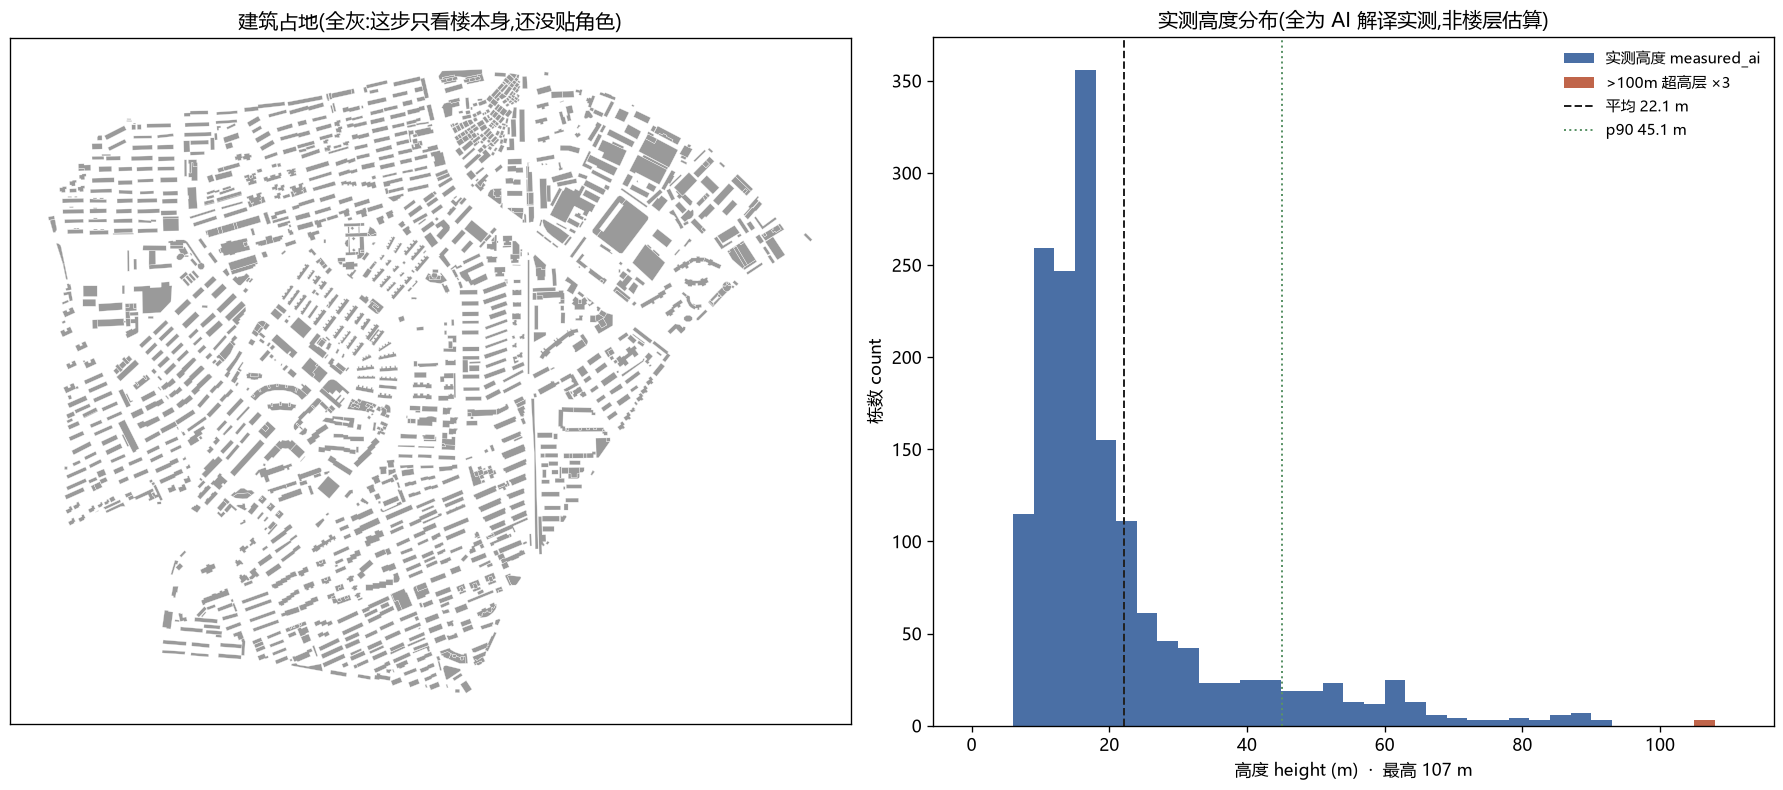 建筑占地(全灰:这步只看楼本身,还没贴角色)
实测高度分布(全为 AI 解译实测,非楼层估算)
实测高度 measured_ai
>100m 超高层 ×3
平均 22.1 m
p90 45.1 m
栋数 count
350
300
250
200
150
100
50
0
0 20 40 60 80 100
高度 height (m) · 最高 107 m